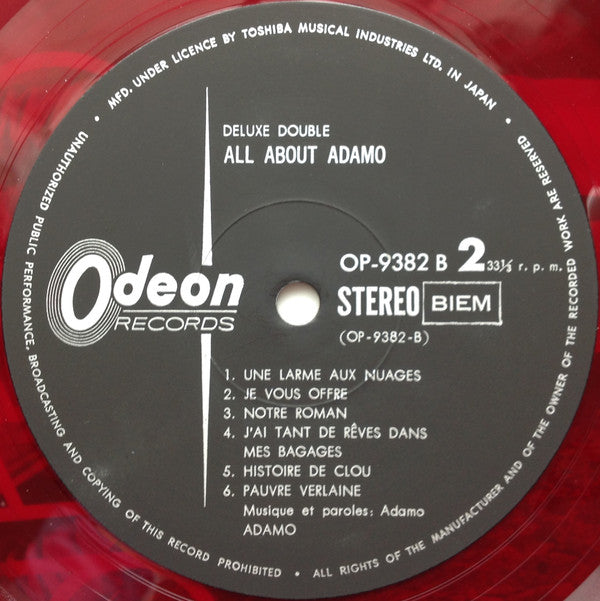 • MFD. UNDER LICENCE BY TOSHIBA MUSICAL INDUSTRIES LTD. IN JAPAN •
DELUXE DOUBLE
ALL ABOUT ADAMO
Odeon
RECORDS
OP-9382 B 2 33⅓ r. p. m.
STEREO BIEM
(OP-9382-B)
1. UNE LARME AUX NUAGES
2. JE VOUS OFFRE
3. NOTRE ROMAN
4. J'AI TANT DE RÊVES DANS
MES BAGAGES
5. HISTOIRE DE CLOU
6. PAUVRE VERLAINE
Musique et paroles: Adamo
ADAMO
UNAUTHORIZED PUBLIC PERFORMANCE, BROADCASTING AND COPYING OF THIS RECORD PROHIBITED • ALL RIGHTS OF THE MANUFACTURER AND OF THE OWNER OF THE RECORDED WORK ARE RESERVED